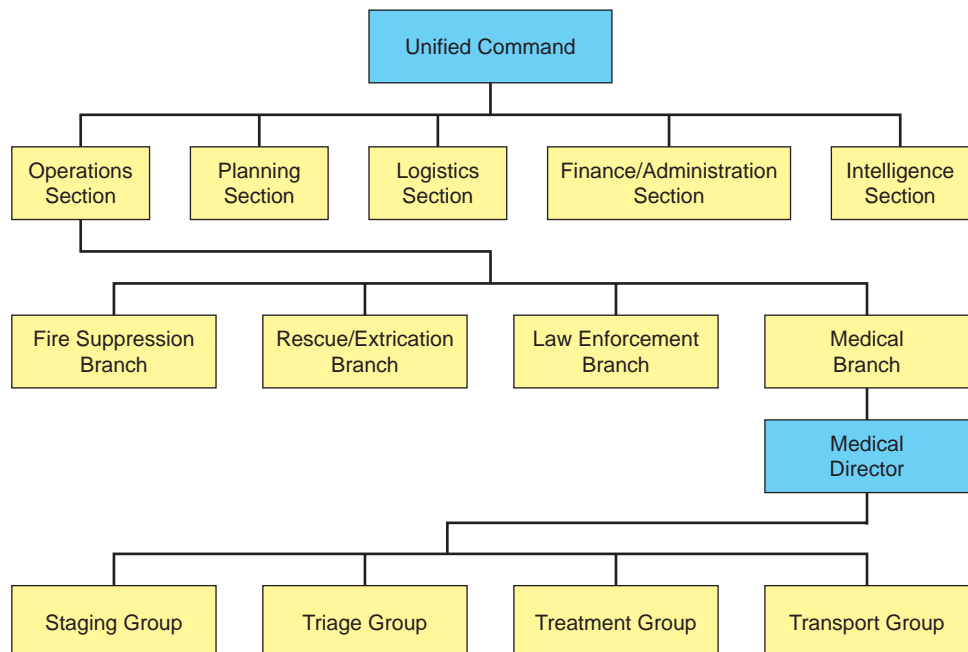 Unified Command
Operations
Section
Planning
Section
Logistics
Section
Finance/Administration
Section
Intelligence
Section
Fire Suppression
Branch
Rescue/Extrication
Branch
Law Enforcement
Branch
Medical
Branch
Medical
Director
Staging Group
Triage Group
Treatment Group
Transport Group